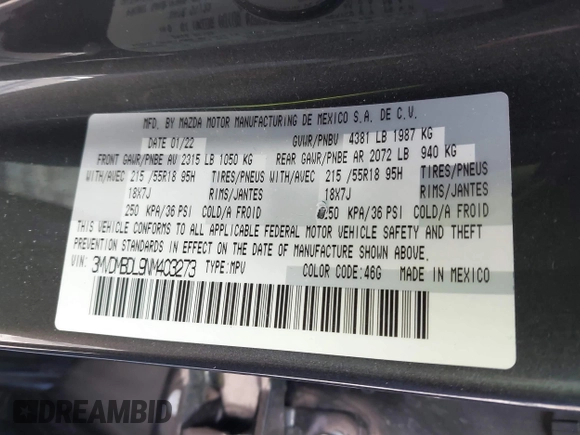 MFD. BY MAZDA MOTOR MANUFACTURING DE MEXICO S.A. DE C.V.
DATE 01/22 GVWR/PNBV 4381 LB 1987 KG
FRONT GAWR/PNBE AV 2315 LB 1050 KG REAR GAWR/PNBE AR 2072 LB 940 KG
WITH/AVEC 215 /55R18 95H TIRES/PNEUS WITH/AVEC 215 /55R18 95H TIRES/PNEUS
18X7J RIMS/JANTES 18X7J RIMS/JANTES
250 KPA/36 PSI COLD/A FROID 250 KPA/36 PSI COLD/A FROID
THIS VEHICLE CONFORMS TO ALL APPLICABLE FEDERAL MOTOR VEHICLE SAFETY AND THEFT
PREVENTION STANDARDS IN EFFECT ON THE DATE OF MANUFACTURE SHOWN ABOVE.
VIN: 3MVDMBDL9NM403273 TYPE: MPV COLOR CODE:46G MADE IN MEXICO
DREAMBID